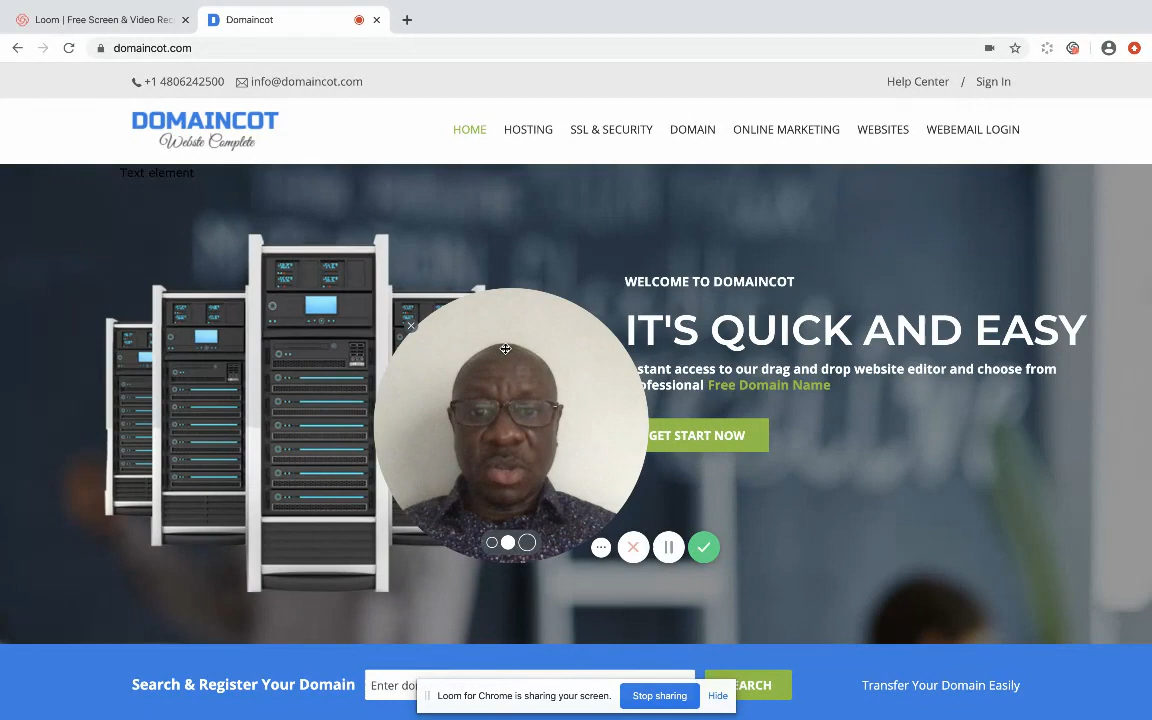 Loom | Free Screen & Video Rec
Domaincot
domaincot.com
+1 4806242500 info@domaincot.com
Help Center / Sign In
DOMAINCOT
Webste Complete
HOME HOSTING SSL & SECURITY DOMAIN ONLINE MARKETING WEBSITES WEBEMAIL LOGIN
Text element
WELCOME TO DOMAINCOT
IT'S QUICK AND EASY
stant access to our drag and drop website editor and choose from
ofessional Free Domain Name
GET START NOW
Search & Register Your Domain
Enter do
EARCH
Transfer Your Domain Easily
Loom for Chrome is sharing your screen. Stop sharing Hide